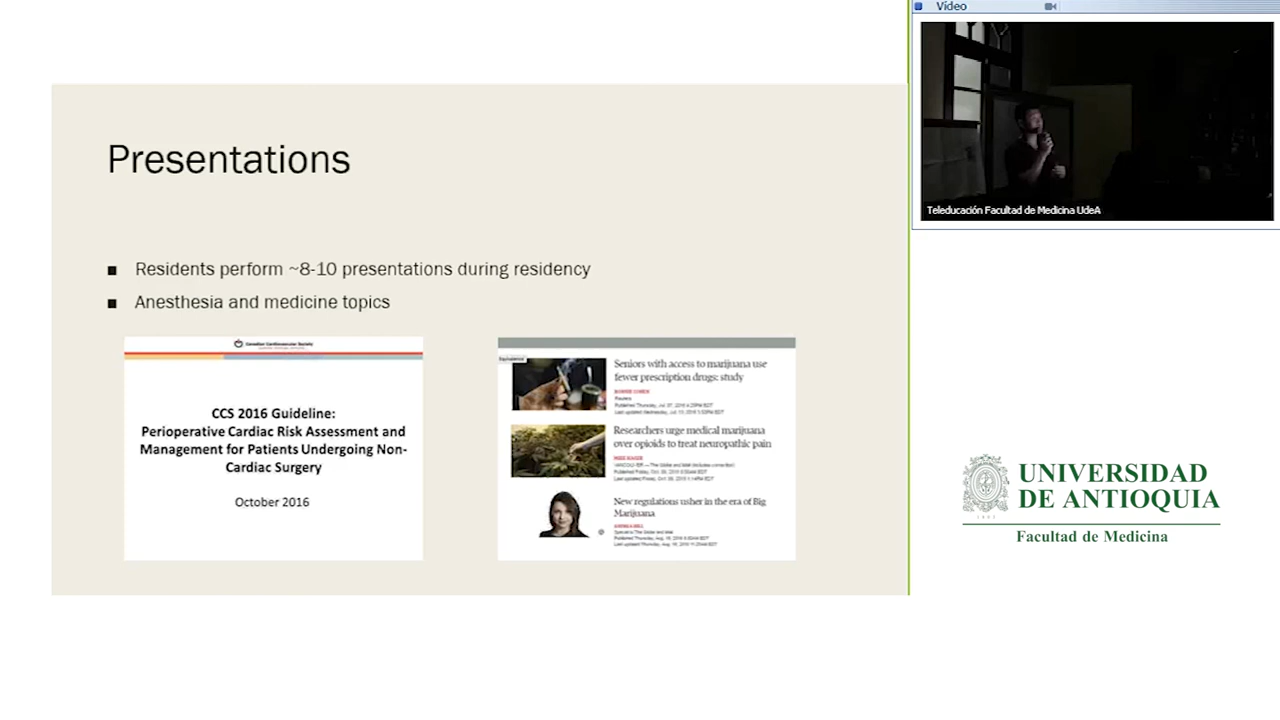 Presentations
■ Residents perform ~8-10 presentations during residency
■ Anesthesia and medicine topics
Canadian Cardiovascular Society
CCS 2016 Guideline:
Perioperative Cardiac Risk Assessment and
Management for Patients Undergoing Non-
Cardiac Surgery
October 2016
Seniors with access to marijuana use
fewer prescription drugs: study
Researchers urge medical marijuana
over opioids to treat neuropathic pain
New regulations usher in the era of Big
Marijuana
Vídeo
Teleducación Facultad de Medicina UdeA
UNIVERSIDAD
DE ANTIOQUIA
Facultad de Medicina